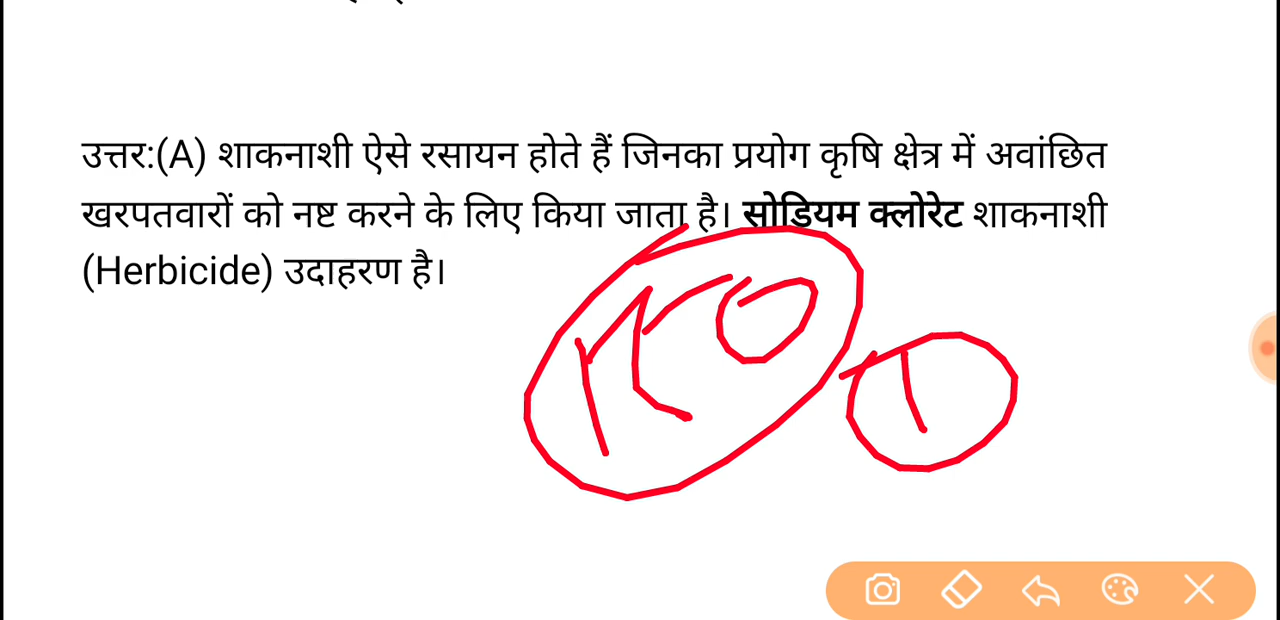 उत्तर:(A) शाकनाशी ऐसे रसायन होते हैं जिनका प्रयोग कृषि क्षेत्र में अवांछित
खरपतवारों को नष्ट करने के लिए किया जाता है। सोडियम क्लोरेट शाकनाशी
(Herbicide) उदाहरण है।